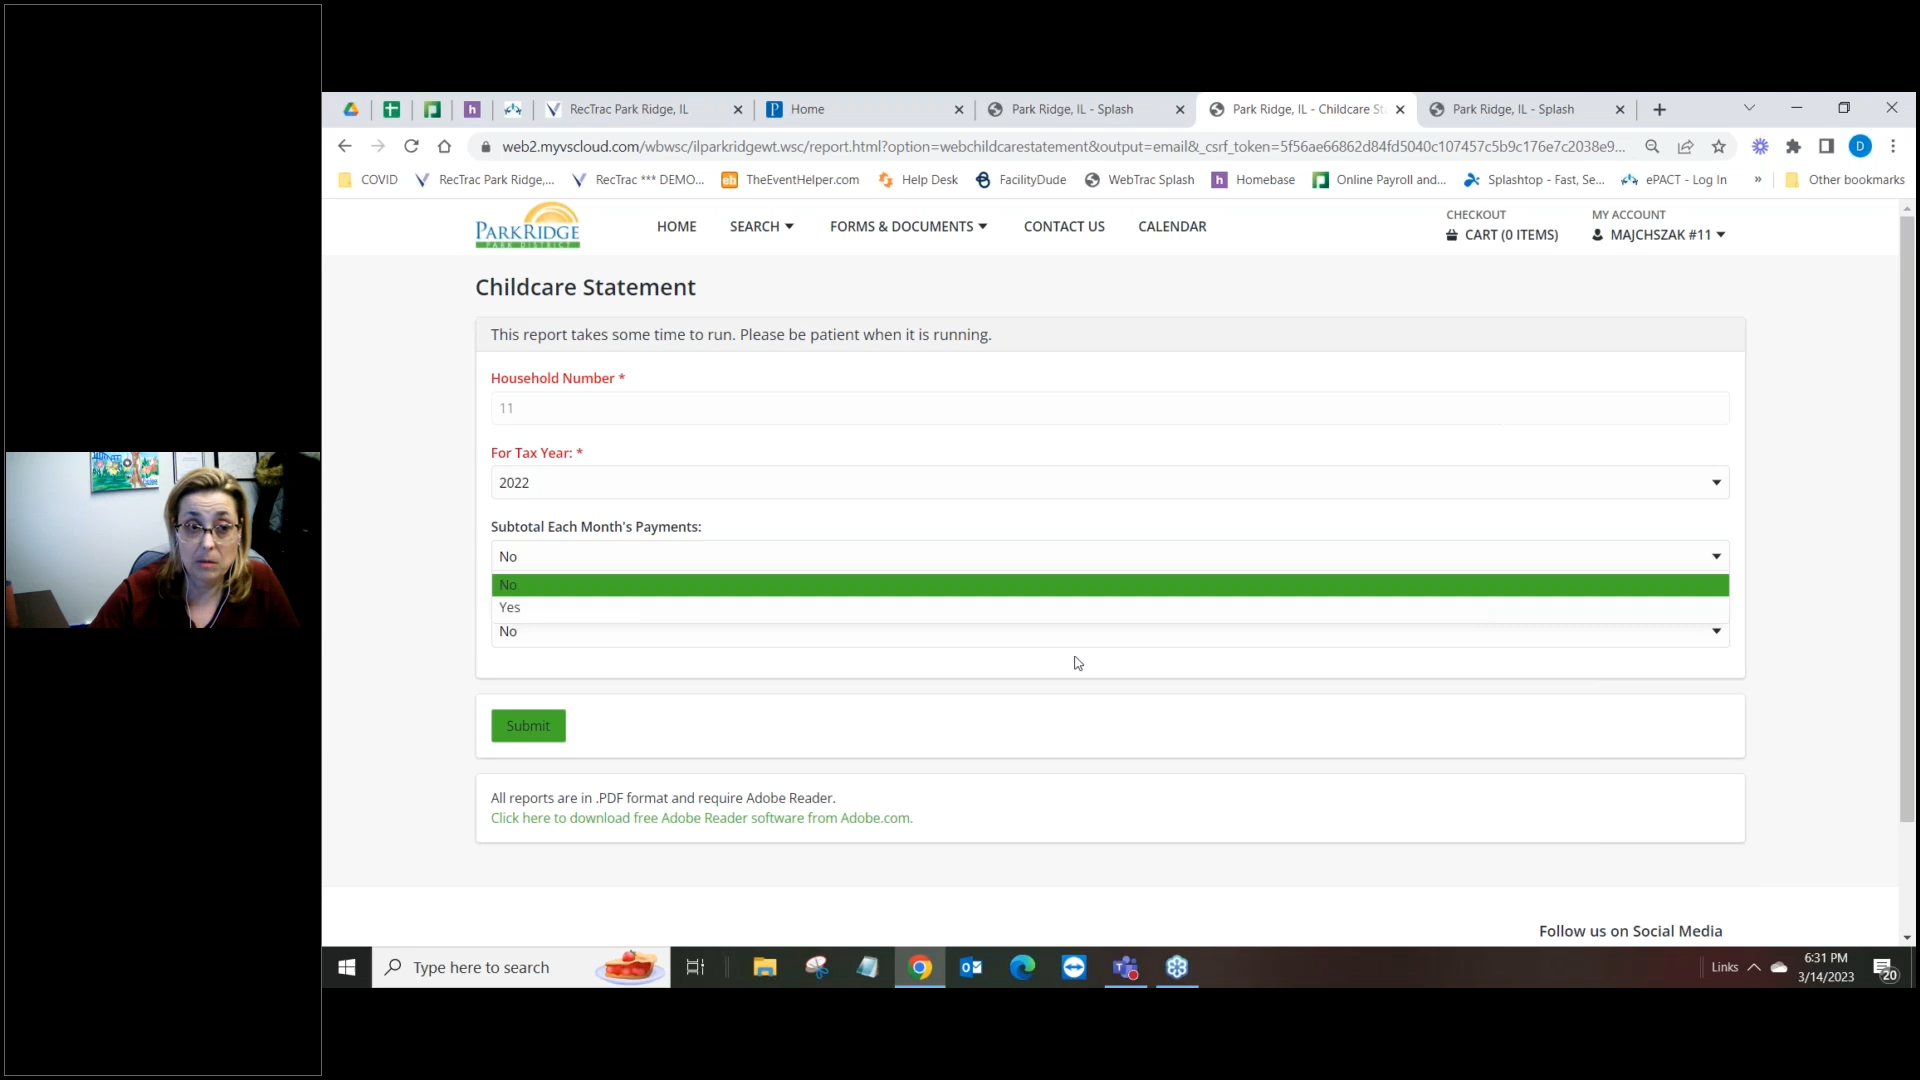 RecTrac Park Ridge, IL
Home
Park Ridge, IL - Splash
Park Ridge, IL - Childcare St
Park Ridge, IL - Splash
web2.myvscloud.com/wbwsc/ilparkridgewt.wsc/report.html?option=webchildcarestatement&output=email&_csrf_token=5f56ae66862d84fd5040c107457c5b9c176e7c2038e9...
D
COVID
RecTrac Park Ridge,...
RecTrac *** DEMO...
TheEventHelper.com
Help Desk
FacilityDude
WebTrac Splash
Homebase
Online Payroll and...
Splashtop - Fast, Se...
ePACT - Log In
»
Other bookmarks
PARKRIDGE
PARK DISTRICT
HOME
SEARCH
FORMS & DOCUMENTS
CONTACT US
CALENDAR
CHECKOUT
CART (0 ITEMS)
MY ACCOUNT
MAJCHSZAK #11
Childcare Statement
This report takes some time to run. Please be patient when it is running.
Household Number *
11
For Tax Year: *
2022
Subtotal Each Month's Payments:
No
No
Yes
No
Submit
All reports are in .PDF format and require Adobe Reader.
Click here to download free Adobe Reader software from Adobe.com.
Follow us on Social Media
Type here to search
Links
6:31 PM
3/14/2023
20